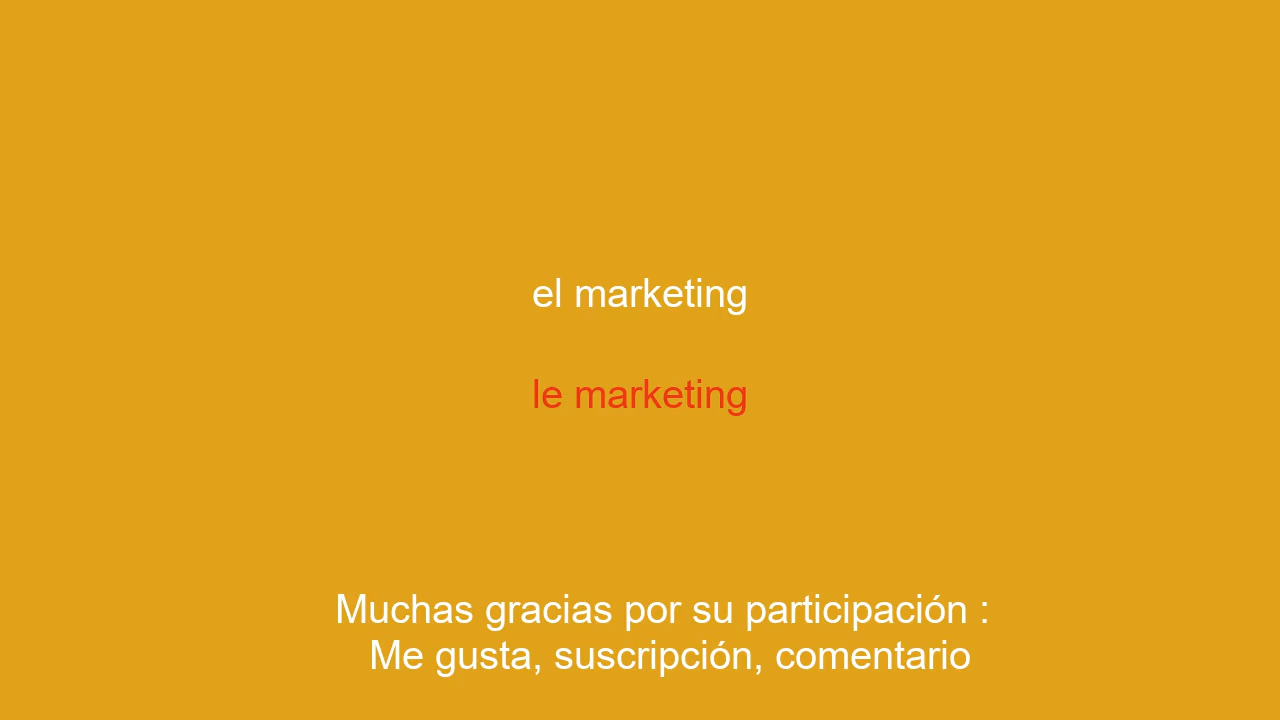 el marketing
le marketing
Muchas gracias por su participación :
Me gusta, suscripción, comentario